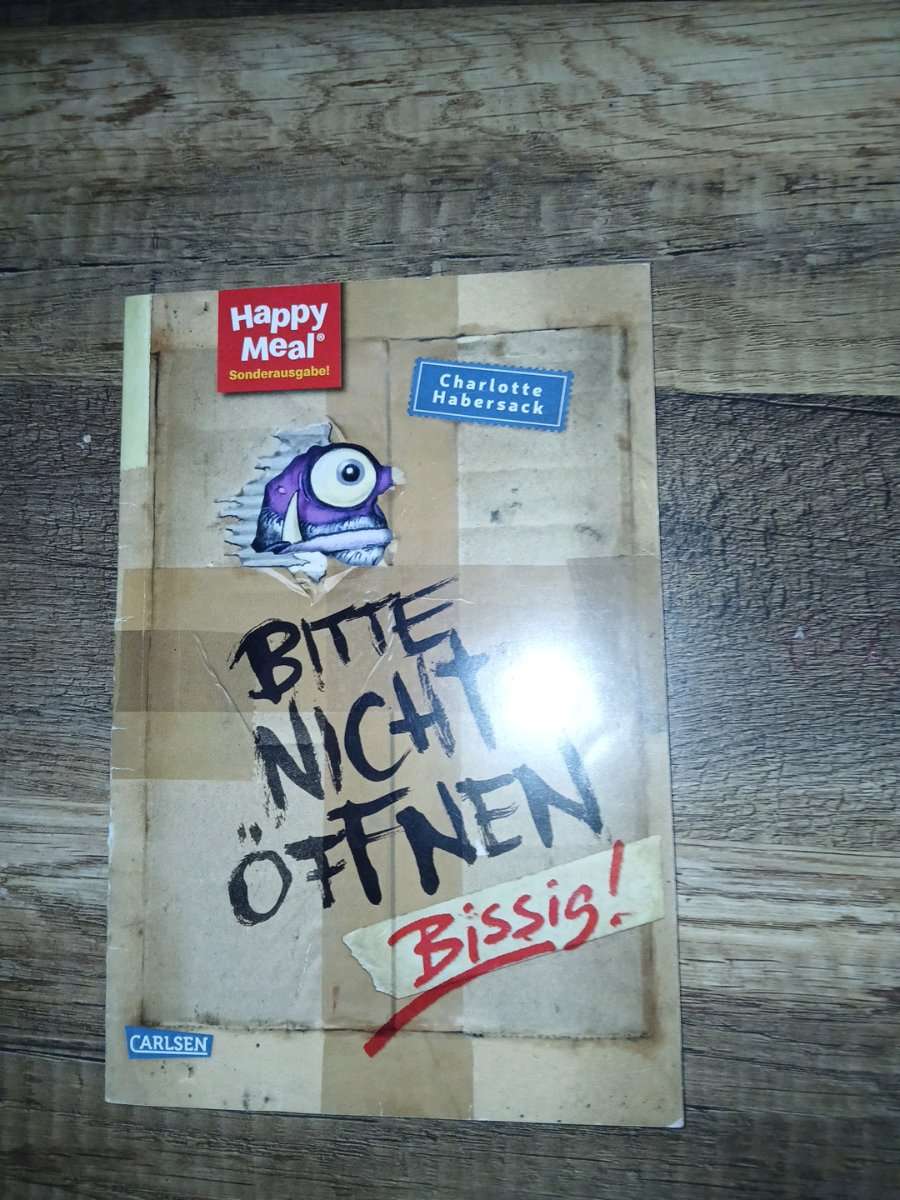 Happy
Meal®
Sonderausgabe!
Charlotte
Habersack
BITTE
NICHT
ÖFFNEN
Bissig!
CARLSEN